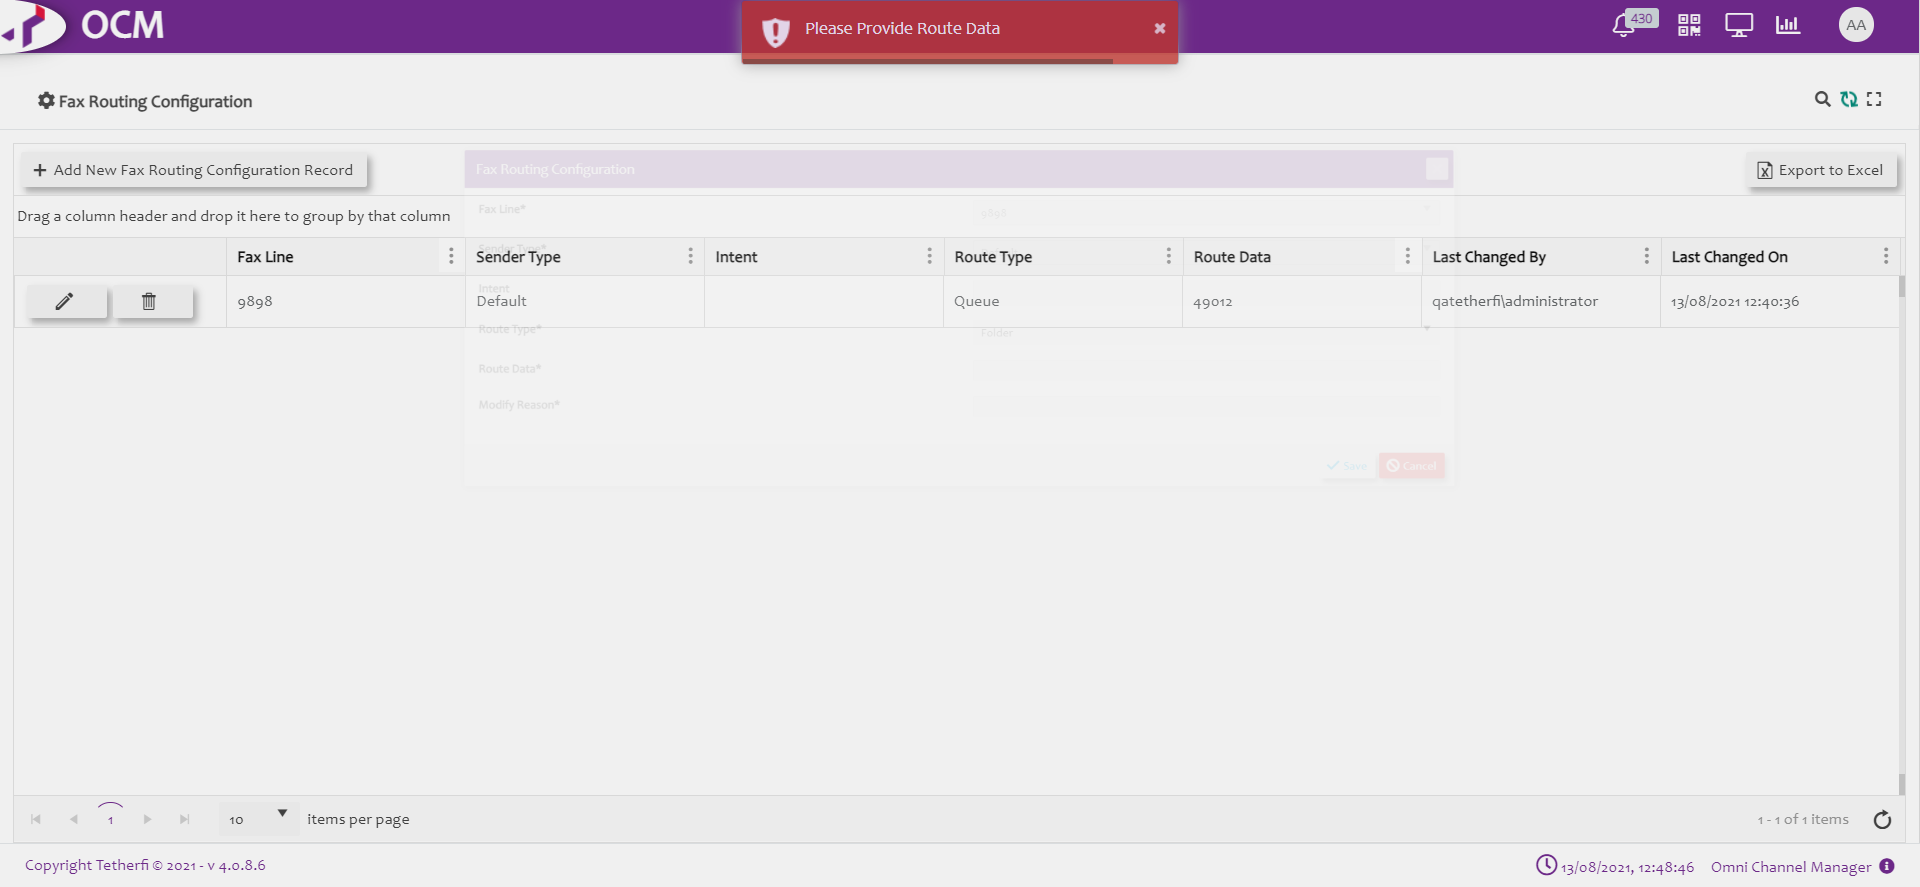 OCM
Please Provide Route Data
430
AA
Fax Routing Configuration
Add New Fax Routing Configuration Record
Export to Excel
Fax Routing Configuration
Drag a column header and drop it here to group by that column
Fax Line*
4898
Sender Type*
Fax Line
Sender Type
Intent
Route Type
Route Data
Last Changed By
Last Changed On
Intent
9898
Default
Queue
49012
qatetherfi\administrator
13/08/2021 12:40:36
Route Type*
Folder
Route Data*
Modify Reason*
Save
Cancel
1
10
items per page
1 - 1 of 1 items
Copyright Tetherfi © 2021 - v 4.0.8.6
13/08/2021, 12:48:46
Omni Channel Manager